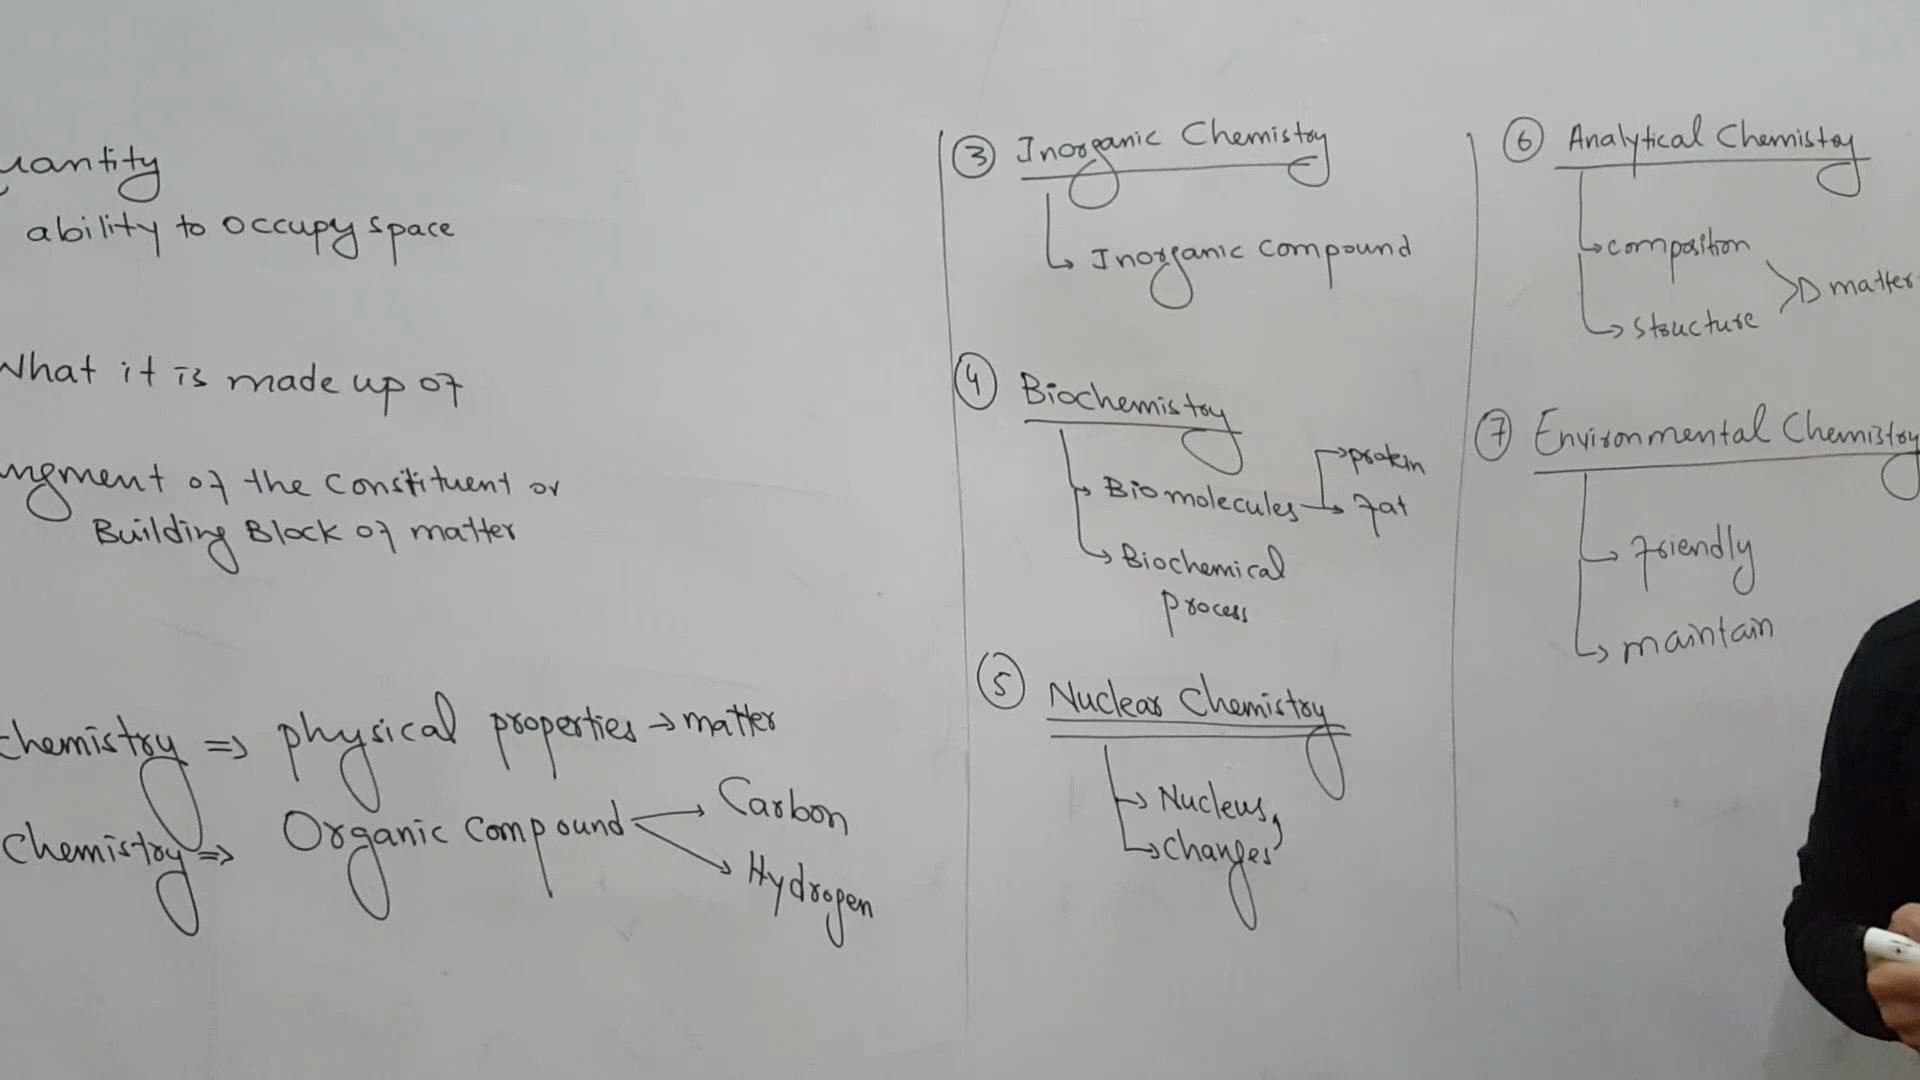 uantity
ability to occupy space
What it is made up of
ngment of the constituent or
Building Block of matter
chemistry => physical properties → matter
chemistry => Organic compound → Carbon
→ Hydrogen
③ Inorganic Chemistry
↳ Inorganic compound
④ Biochemistry
↳ Biomolecules → protein
→ fat
↳ Biochemical
process
⑤ Nuclear Chemistry
↳ Nucleus,
↳ changes
⑥ Analytical Chemistry
↳ composition
> matter
↳ structure
⑦ Environmental Chemistry
↳ friendly
↳ maintain